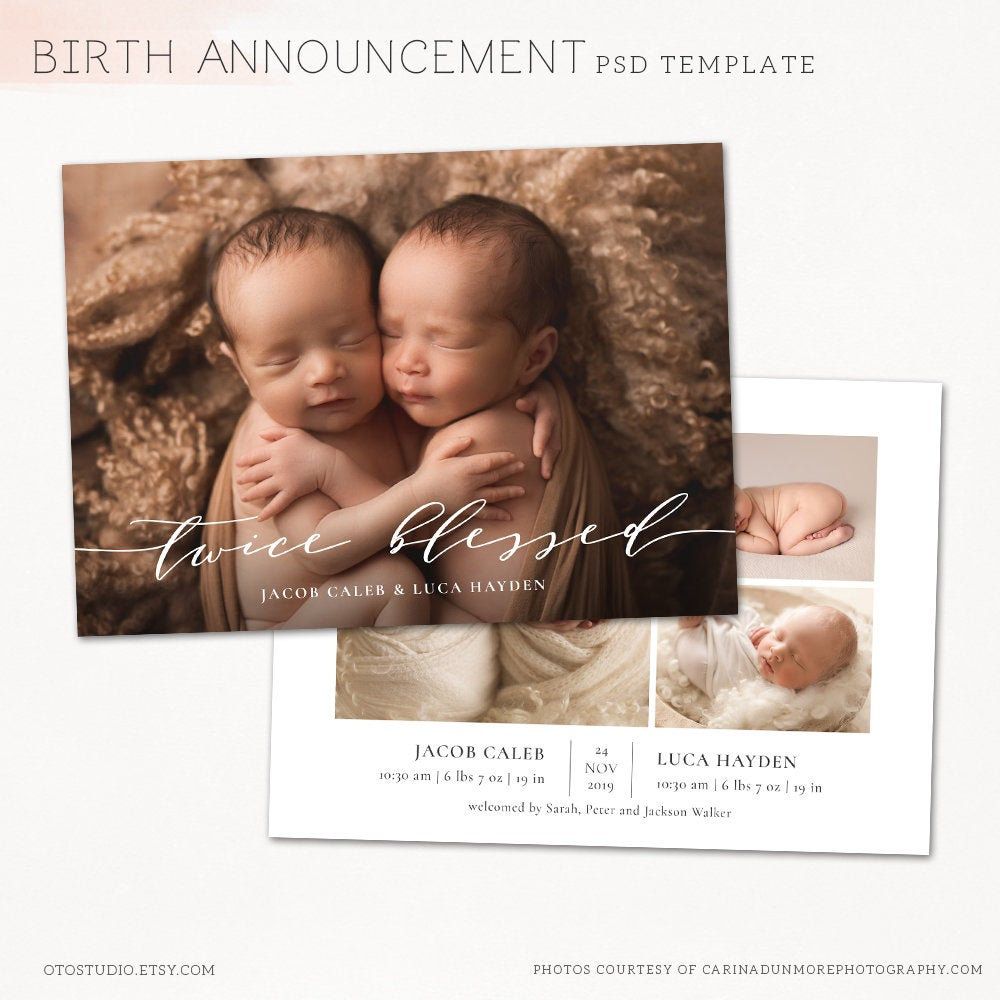 BIRTH ANNOUNCEMENT PSD TEMPLATE
twice blessed
JACOB CALEB & LUCA HAYDEN
JACOB CALEB
10:30 am | 6 lbs 7 oz | 19 in
24
NOV
2019
LUCA HAYDEN
10:30 am | 6 lbs 7 oz | 19 in
welcomed by Sarah, Peter and Jackson Walker
OTOSTUDIO.ETSY.COM
PHOTOS COURTESY OF CARINADUNMOREPHOTOGRAPHY.COM